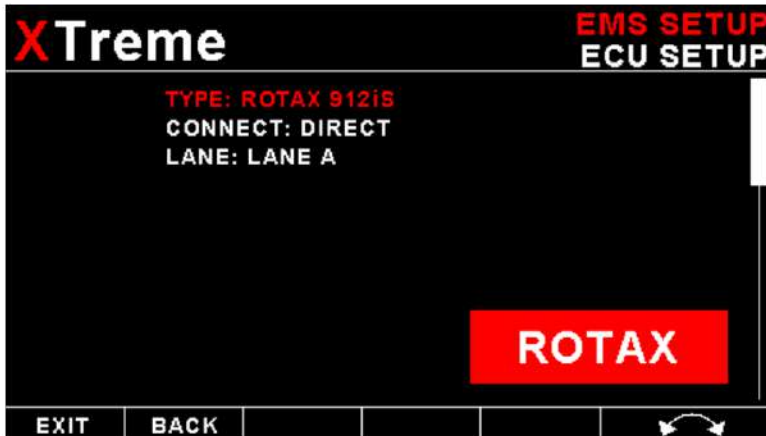 XTreme
EMS SETUP
ECU SETUP
TYPE: ROTAX 912iS
CONNECT: DIRECT
LANE: LANE A
ROTAX
EXIT BACK